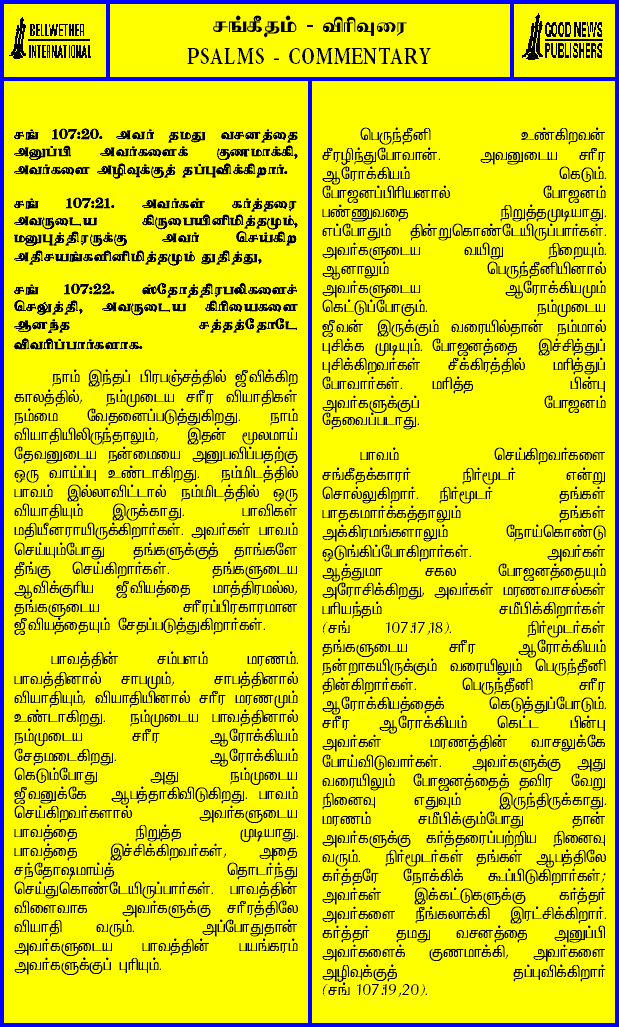 BELLWETHER
INTERNATIONAL
சங்கீதம் - விரிவுரை
PSALMS - COMMENTARY
GOOD NEWS
PUBLISHERS
சங் 107:20. அவர் தமது வசனத்தை
அனுப்பி அவர்களைக் குணமாக்கி,
அவர்களை அழிவுக்குத் தப்புவிக்கிறார்.
சங் 107:21. அவர்கள் கர்த்தரை
அவருடைய கிருபையினிமித்தமும்,
மனுபுத்திரருக்கு அவர் செய்கிற
அதிசயங்களினிமித்தமும் துதித்து,
சங் 107:22. ஸ்தோத்திரபலிகளைச்
செலுத்தி, அவருடைய கிரியைகளை
ஆனந்த சத்தத்தோடே
விவரிப்பார்களாக.
நாம் இந்தப் பிரபஞ்சத்தில் ஜீவிக்கிற
காலத்தில், நம்முடைய சரீர வியாதிகள்
நம்மை வேதனைப்படுத்துகிறது. நாம்
வியாதியிலிருந்தாலும், இதன் மூலமாய்
தேவனுடைய நன்மையை அனுபவிப்பதற்கு
ஒரு வாய்ப்பு உண்டாகிறது. நம்மிடத்தில்
பாவம் இல்லாவிட்டால் நம்மிடத்தில் ஒரு
வியாதியும் இருக்காது. பாவிகள்
மதியீனராயிருக்கிறார்கள். அவர்கள் பாவம்
செய்யும்போது தங்களுக்குத் தாங்களே
தீங்கு செய்கிறார்கள். தங்களுடைய
ஆவிக்குரிய ஜீவியத்தை மாத்திரமல்ல,
தங்களுடைய சரீரப்பிரகாரமான
ஜீவியத்தையும் சேதப்படுத்துகிறார்கள்.
பாவத்தின் சம்பளம் மரணம்.
பாவத்தினால் சாபமும், சாபத்தினால்
வியாதியும், வியாதியினால் சரீர மரணமும்
உண்டாகிறது. நம்முடைய பாவத்தினால்
நம்முடைய சரீர ஆரோக்கியம்
சேதமடைகிறது. ஆரோக்கியம்
கெடும்போது அது நம்முடைய
ஜீவனுக்கே ஆபத்தாகிவிடுகிறது. பாவம்
செய்கிறவர்களால் அவர்களுடைய
பாவத்தை நிறுத்த முடியாது.
பாவத்தை இச்சிக்கிறவர்கள், அதை
சந்தோஷமாய்த் தொடர்ந்து
செய்துகொண்டேயிருப்பார்கள். பாவத்தின்
விளைவாக அவர்களுக்கு சரீரத்திலே
வியாதி வரும். அப்போதுதான்
அவர்களுடைய பாவத்தின் பயங்கரம்
அவர்களுக்குப் புரியும்.
பெருந்தீனி உண்கிறவன்
சீரழிந்துபோவான். அவனுடைய சரீர
ஆரோக்கியம் கெடும்.
போஜனப்பிரியனால் போஜனம்
பண்ணுவதை நிறுத்தமுடியாது.
எப்போதும் தின்றுகொண்டேயிருப்பார்கள்.
அவர்களுடைய வயிறு நிறையும்.
ஆனாலும் பெருந்தீனியினால்
அவர்களுடைய ஆரோக்கியமும்
கெட்டுப்போகும். நம்முடைய
ஜீவன் இருக்கும் வரையில்தான் நம்மால்
புசிக்க முடியும். போஜனத்தை இச்சித்துப்
புசிக்கிறவர்கள் சீக்கிரத்தில் மரித்துப்
போவார்கள். மரித்த பின்பு
அவர்களுக்குப் போஜனம்
தேவைப்படாது.
பாவம் செய்கிறவர்களை
சங்கீதக்காரர் நிர்மூடர் என்று
சொல்லுகிறார். நிர்மூடர் தங்கள்
பாதகமார்க்கத்தாலும் தங்கள்
அக்கிரமங்களாலும் நோய்கொண்டு
ஒடுங்கிப்போகிறார்கள். அவர்கள்
ஆத்துமா சகல போஜனத்தையும்
அரோசிக்கிறது, அவர்கள் மரணவாசல்கள்
பரியந்தம் சமீபிக்கிறார்கள்
(சங் 107:17,18). நிர்மூடர்கள்
தங்களுடைய சரீர ஆரோக்கியம்
நன்றாகயிருக்கும் வரையிலும் பெருந்தீனி
தின்கிறார்கள். பெருந்தீனி சரீர
ஆரோக்கியத்தைக் கெடுத்துப்போடும்.
சரீர ஆரோக்கியம் கெட்ட பின்பு
அவர்கள் மரணத்தின் வாசலுக்கே
போய்விடுவார்கள். அவர்களுக்கு அது
வரையிலும் போஜனத்தைத் தவிர வேறு
நினைவு எதுவும் இருந்திருக்காது.
மரணம் சமீபிக்கும்போது தான்
அவர்களுக்கு கர்த்தரைப்பற்றிய நினைவு
வரும். நிர்மூடர்கள் தங்கள் ஆபத்திலே
கர்த்தரை நோக்கிக் கூப்பிடுகிறார்கள்;
அவர்கள் இக்கட்டுகளுக்கு கர்த்தர்
அவர்களை நீங்கலாக்கி இரட்சிக்கிறார்.
கர்த்தர் தமது வசனத்தை அனுப்பி
அவர்களைக் குணமாக்கி, அவர்களை
அழிவுக்குத் தப்புவிக்கிறார்
(சங் 107:19,20).